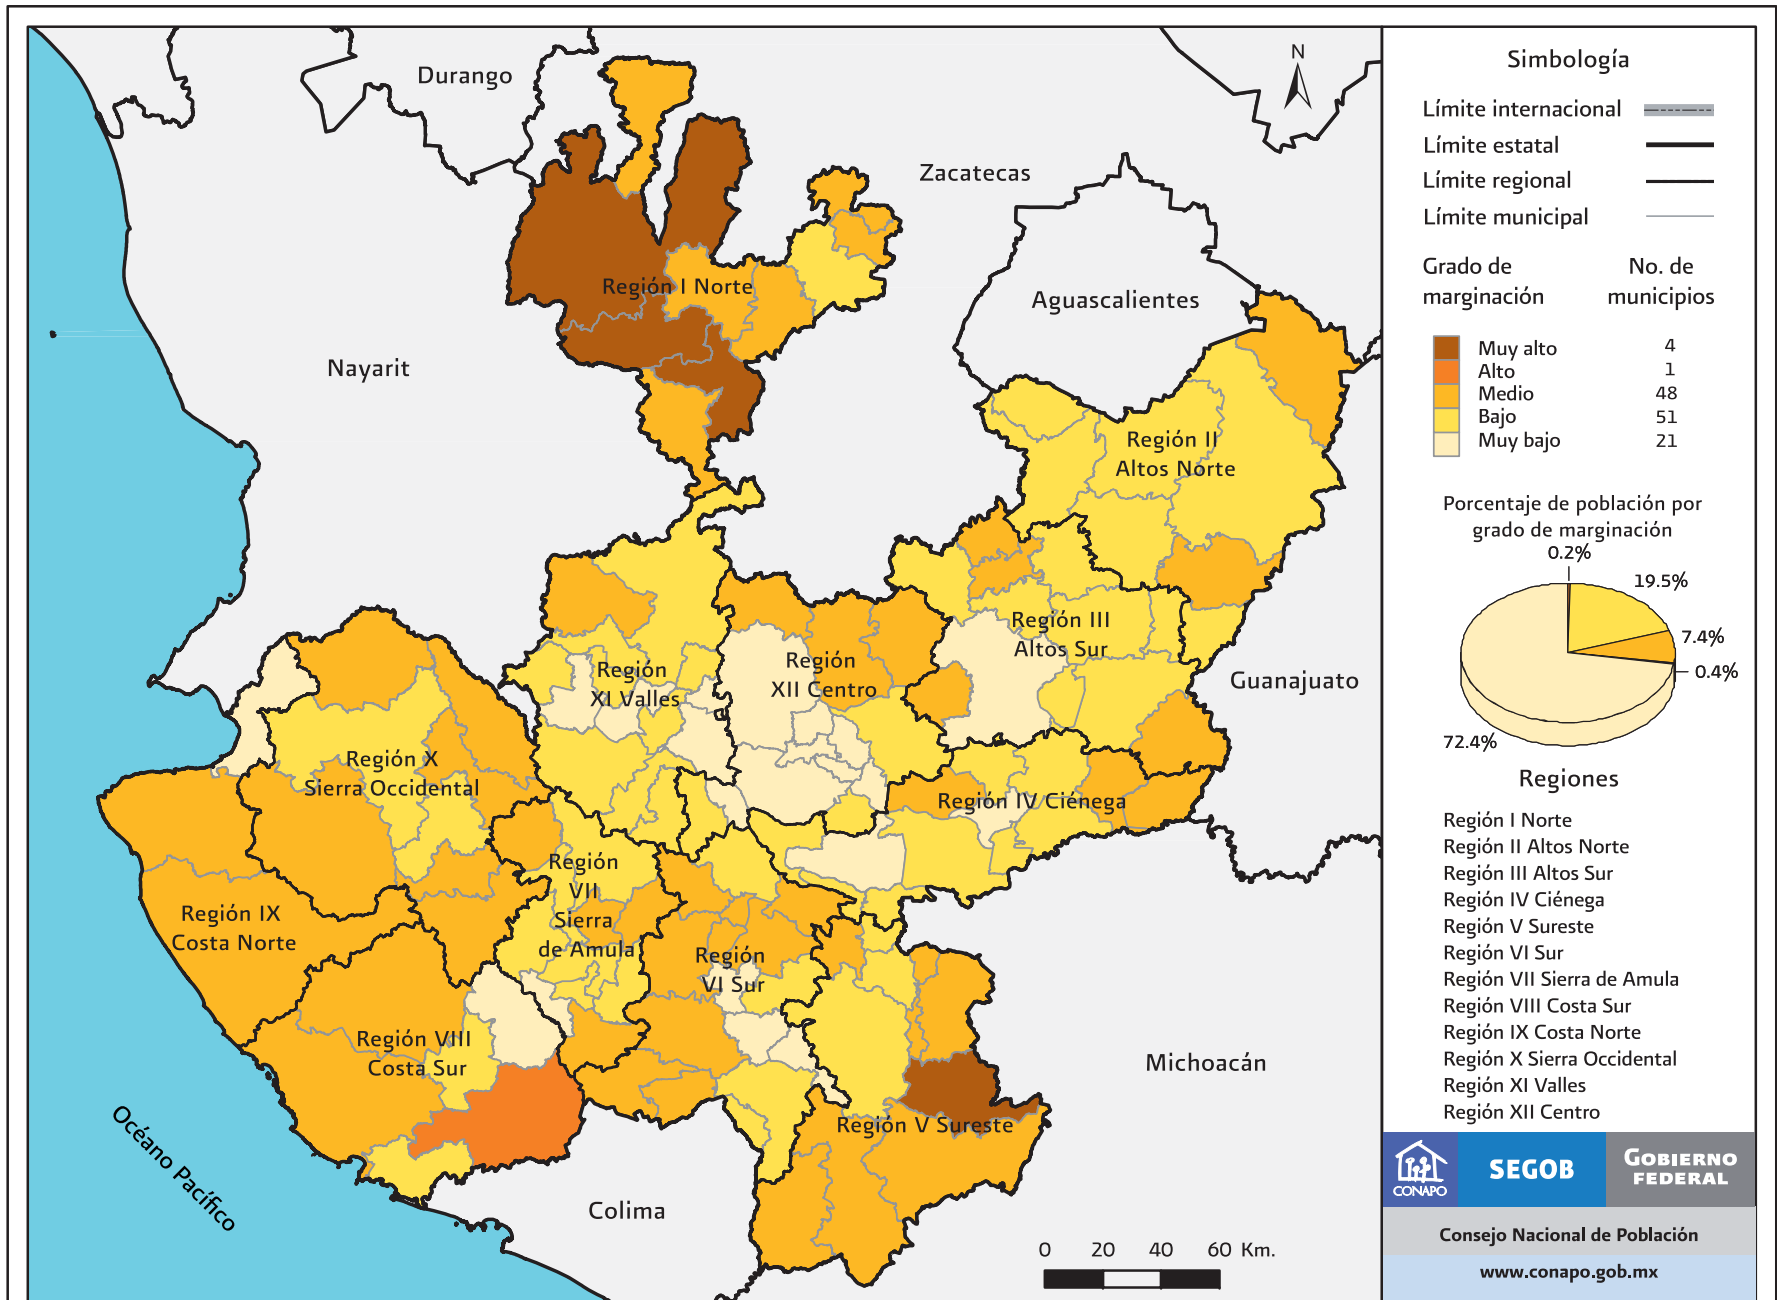 Durango
Zacatecas
Aguascalientes
Nayarit
Guanajuato
Michoacán
Colima
Océano Pacífico
N
Región I Norte
Región II
Altos Norte
Región III
Altos Sur
Región
XII Centro
Región
XI Valles
Región X
Sierra Occidental
Región IV Ciénega
Región
VII
Sierra
de Amula
Región IX
Costa Norte
Región
VI Sur
Región VIII
Costa Sur
Región V Sureste
0 20 40 60 Km.
Simbología
Límite internacional
Límite estatal
Límite regional
Límite municipal
Grado de marginación
No. de municipios
Muy alto 4
Alto 1
Medio 48
Bajo 51
Muy bajo 21
Porcentaje de población por
grado de marginación
0.2%
19.5%
7.4%
0.4%
72.4%
Regiones
Región I Norte
Región II Altos Norte
Región III Altos Sur
Región IV Ciénega
Región V Sureste
Región VI Sur
Región VII Sierra de Amula
Región VIII Costa Sur
Región IX Costa Norte
Región X Sierra Occidental
Región XI Valles
Región XII Centro
CONAPO
SEGOB
GOBIERNO
FEDERAL
Consejo Nacional de Población
www.conapo.gob.mx